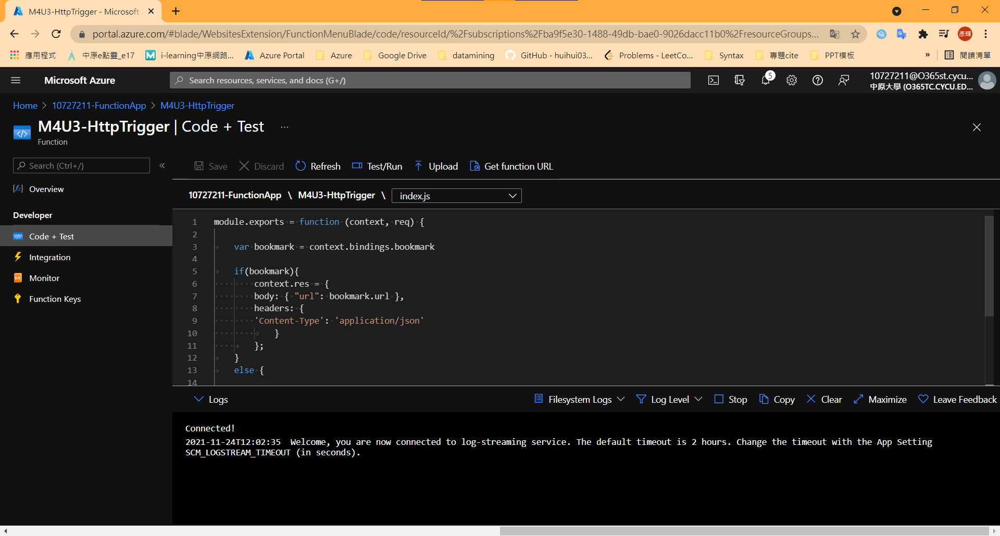 M4U3-HttpTrigger - Microsoft
portal.azure.com/#blade/WebsitesExtension/FunctionMenuBlade/code/resourceId/%2Fsubscriptions%2Fba9f5e30-1488-49db-bae0-9026dacc11b0%2FresourceGroups...
彥輝
應用程式 中原e點靈_e17 i-learning中原網路... Azure Portal Azure Google Drive datamining GitHub - huihui03... Problems - LeetCo... Syntax 專題cite PPT模板 » 閱讀清單
Microsoft Azure
Search resources, services, and docs (G+/)
5
10727211@O365st.cycu...
中原大學 (O365TC.CYCU.ED...
Home > 10727211-FunctionApp > M4U3-HttpTrigger
M4U3-HttpTrigger | Code + Test ...
Function
Search (Ctrl+/) «
Save Discard Refresh Test/Run Upload Get function URL
Overview
Developer
Code + Test
Integration
Monitor
Function Keys
10727211-FunctionApp \ M4U3-HttpTrigger \ index.js
1 module.exports = function (context, req) {
2
3 var bookmark = context.bindings.bookmark
4
5 if(bookmark){
6 context.res = {
7 body: { "url": bookmark.url },
8 headers: {
9 'Content-Type': 'application/json'
10 }
11 };
12 }
13 else {
14
Logs
Filesystem Logs Log Level Stop Copy Clear Maximize Leave Feedback
Connected!
2021-11-24T12:02:35 Welcome, you are now connected to log-streaming service. The default timeout is 2 hours. Change the timeout with the App Setting
SCM_LOGSTREAM_TIMEOUT (in seconds).